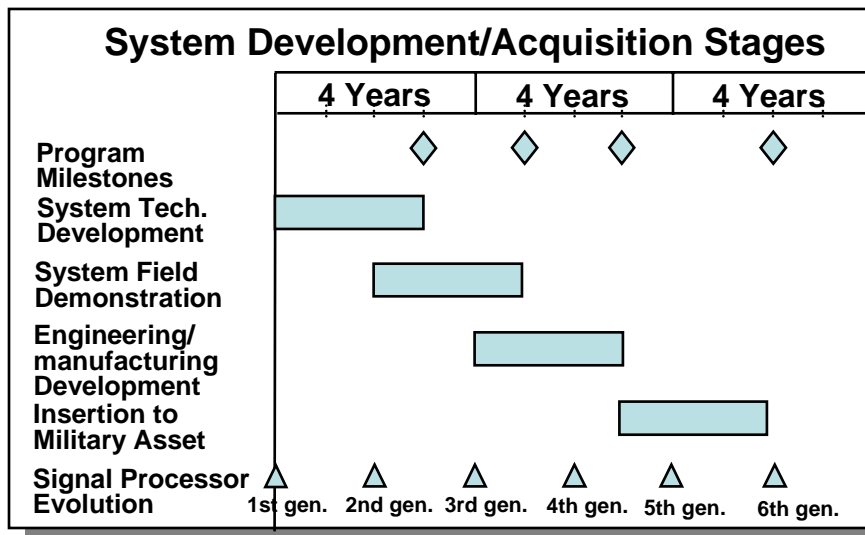 System Development/Acquisition Stages
4 Years 4 Years 4 Years
Program
Milestones
System Tech.
Development
System Field
Demonstration
Engineering/
manufacturing
Development
Insertion to
Military Asset
Signal Processor
Evolution
1st gen. 2nd gen. 3rd gen. 4th gen. 5th gen. 6th gen.